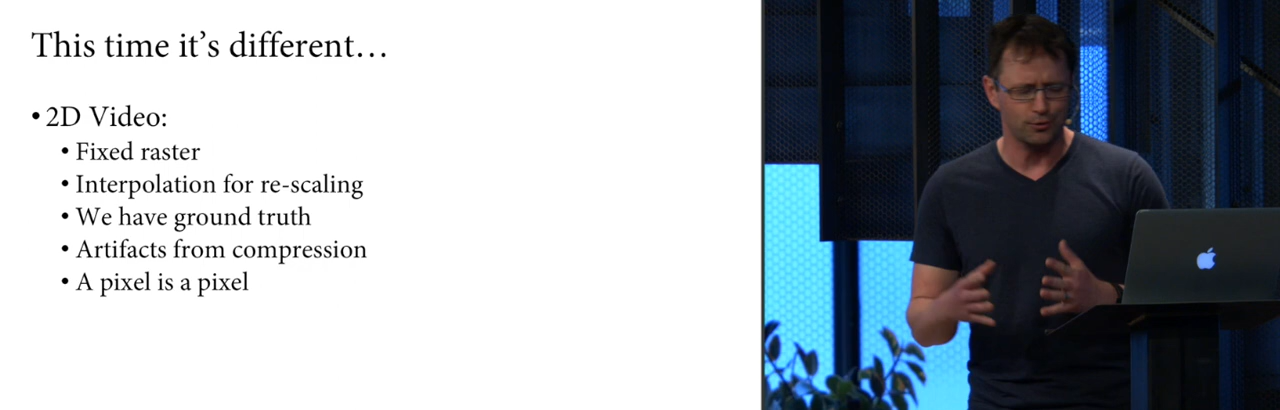 This time it's different…
• 2D Video:
• Fixed raster
• Interpolation for re-scaling
• We have ground truth
• Artifacts from compression
• A pixel is a pixel